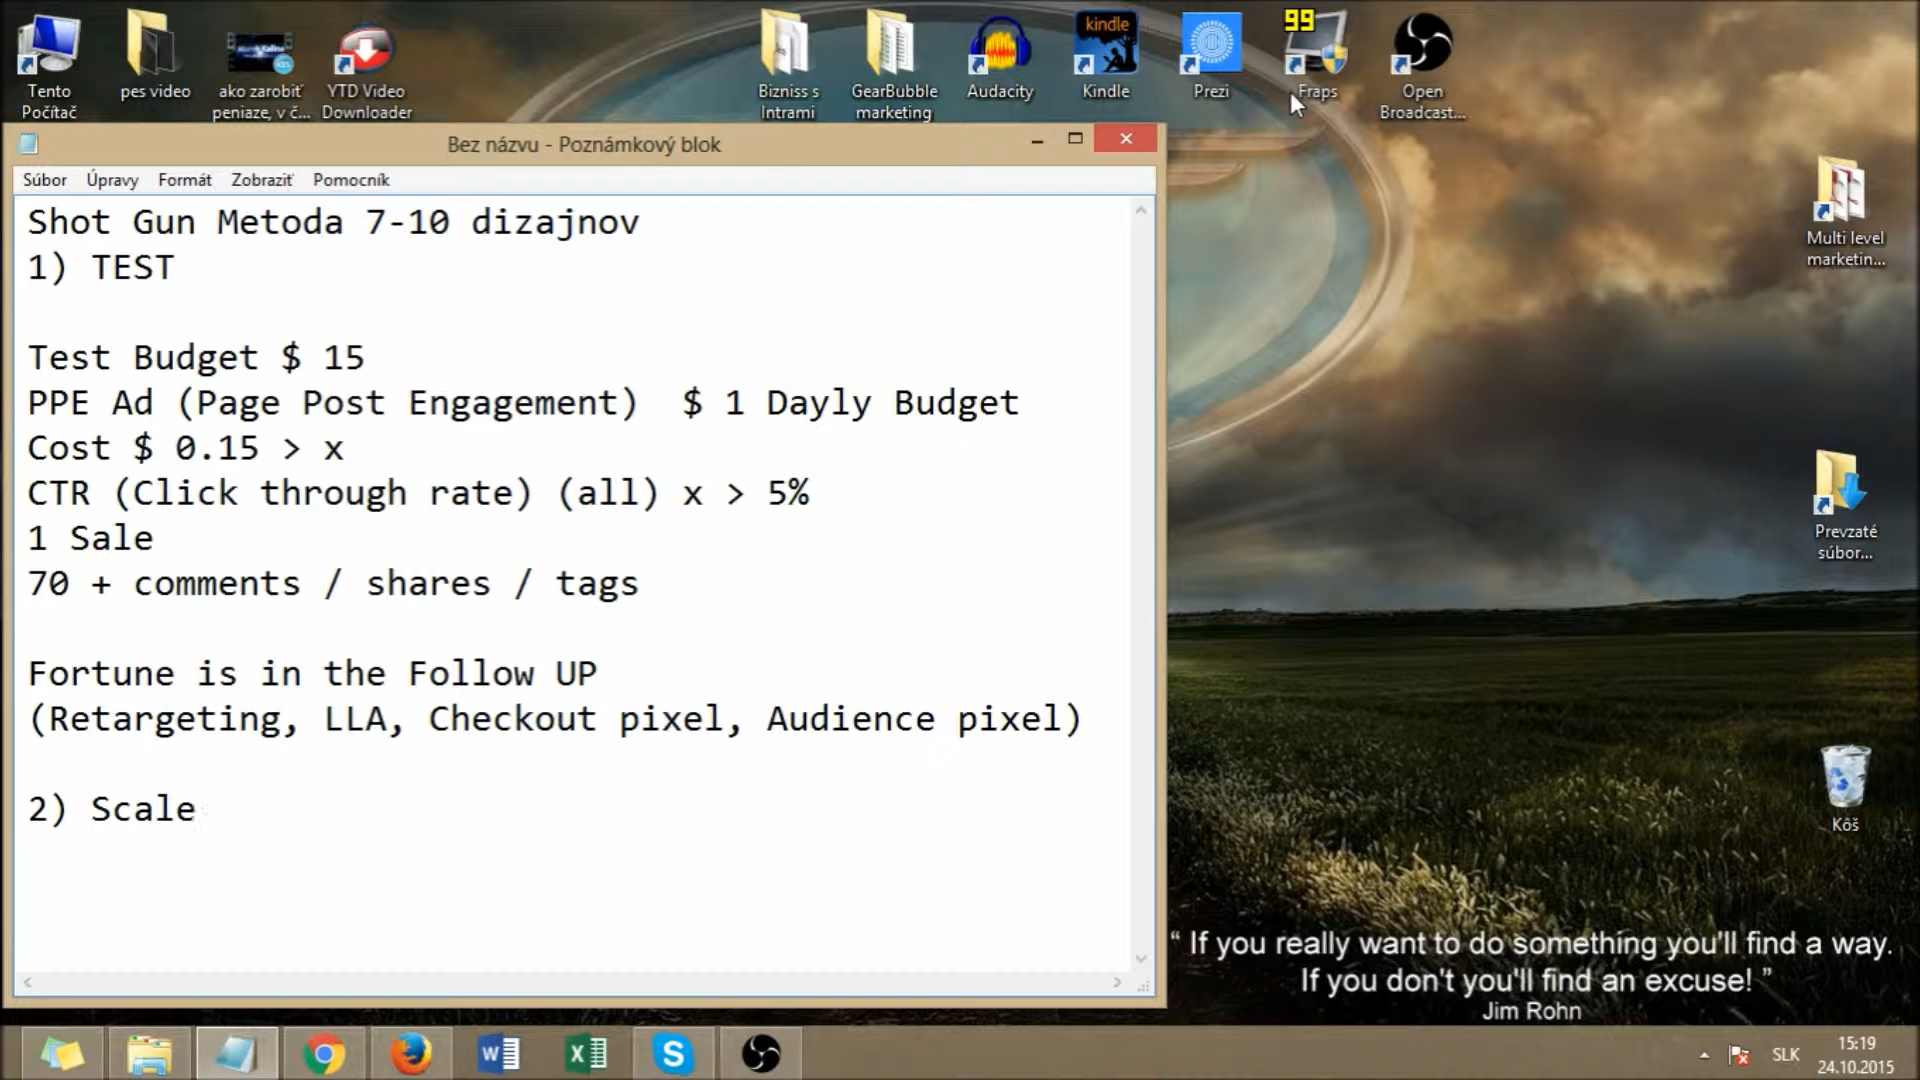 Tento
Počítač
pes video
ako zarobiť
peniaze, v č...
YTD Video
Downloader
Bizniss s
Intrami
GearBubble
marketing
Audacity
kindle
Kindle
Prezi
99
Fraps
Open
Broadcast...
Bez názvu - Poznámkový blok
Súbor Úpravy Formát Zobraziť Pomocník
Shot Gun Metoda 7-10 dizajnov
1) TEST
Test Budget $ 15
PPE Ad (Page Post Engagement)  $ 1 Dayly Budget
Cost $ 0.15 > x
CTR (Click through rate) (all) x > 5%
1 Sale
70 + comments / shares / tags
Fortune is in the Follow UP
(Retargeting, LLA, Checkout pixel, Audience pixel)
2) Scale
Multi level
marketin...
Prevzaté
súbor...
Kôš
“ If you really want to do something you'll find a way.
If you don't you'll find an excuse! ”
Jim Rohn
SLK
15:19
24.10.2015